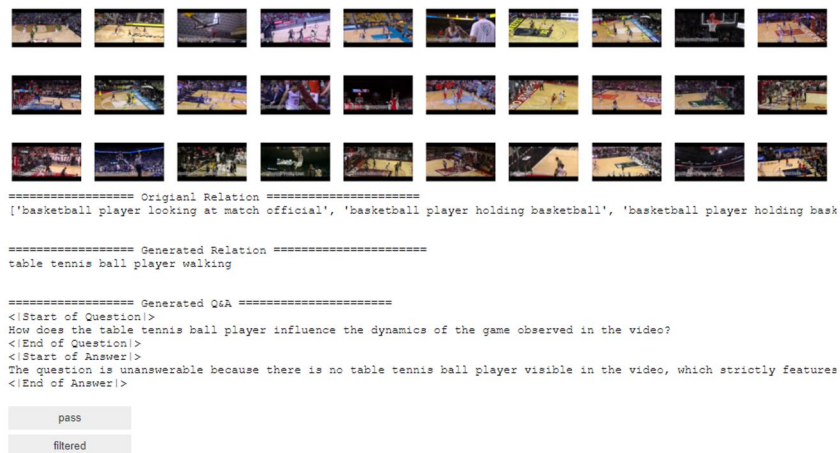 ================== Origianl Relation ======================
['basketball player looking at match official', 'basketball player holding basketball', 'basketball player holding bask
================== Generated Relation ======================
table tennis ball player walking
================== Generated Q&A ======================
<|Start of Question|>
How does the table tennis ball player influence the dynamics of the game observed in the video?
<|End of Question|>
<|Start of Answer|>
The question is unanswerable because there is no table tennis ball player visible in the video, which strictly features
<|End of Answer|>
pass
filtered